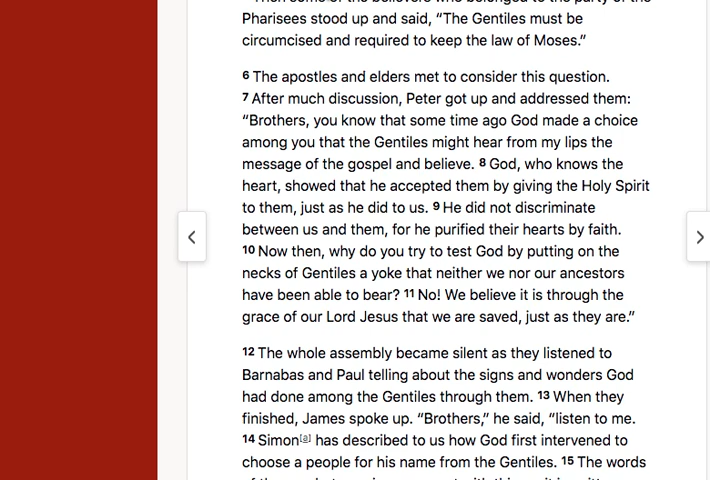 Pharisees stood up and said, “The Gentiles must be
circumcised and required to keep the law of Moses.”
6 The apostles and elders met to consider this question.
7 After much discussion, Peter got up and addressed them:
“Brothers, you know that some time ago God made a choice
among you that the Gentiles might hear from my lips the
message of the gospel and believe. 8 God, who knows the
heart, showed that he accepted them by giving the Holy Spirit
to them, just as he did to us. 9 He did not discriminate
between us and them, for he purified their hearts by faith.
10 Now then, why do you try to test God by putting on the
necks of Gentiles a yoke that neither we nor our ancestors
have been able to bear? 11 No! We believe it is through the
grace of our Lord Jesus that we are saved, just as they are.”
12 The whole assembly became silent as they listened to
Barnabas and Paul telling about the signs and wonders God
had done among the Gentiles through them. 13 When they
finished, James spoke up. “Brothers,” he said, “listen to me.
14 Simon[a] has described to us how God first intervened to
choose a people for his name from the Gentiles. 15 The words